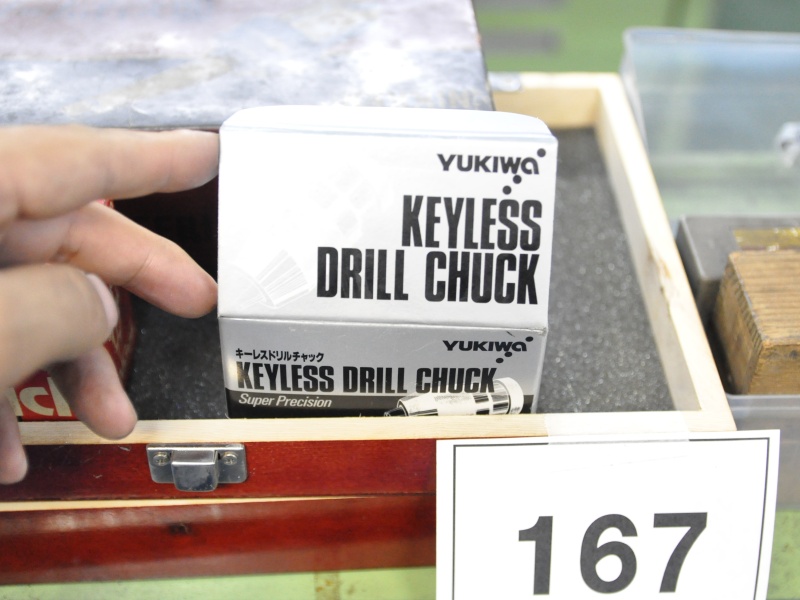 YUKIWA
KEYLESS
DRILL CHUCK
YUKIWA
キーレスドリルチャック
KEYLESS DRILL CHUCK
Super Precision
167